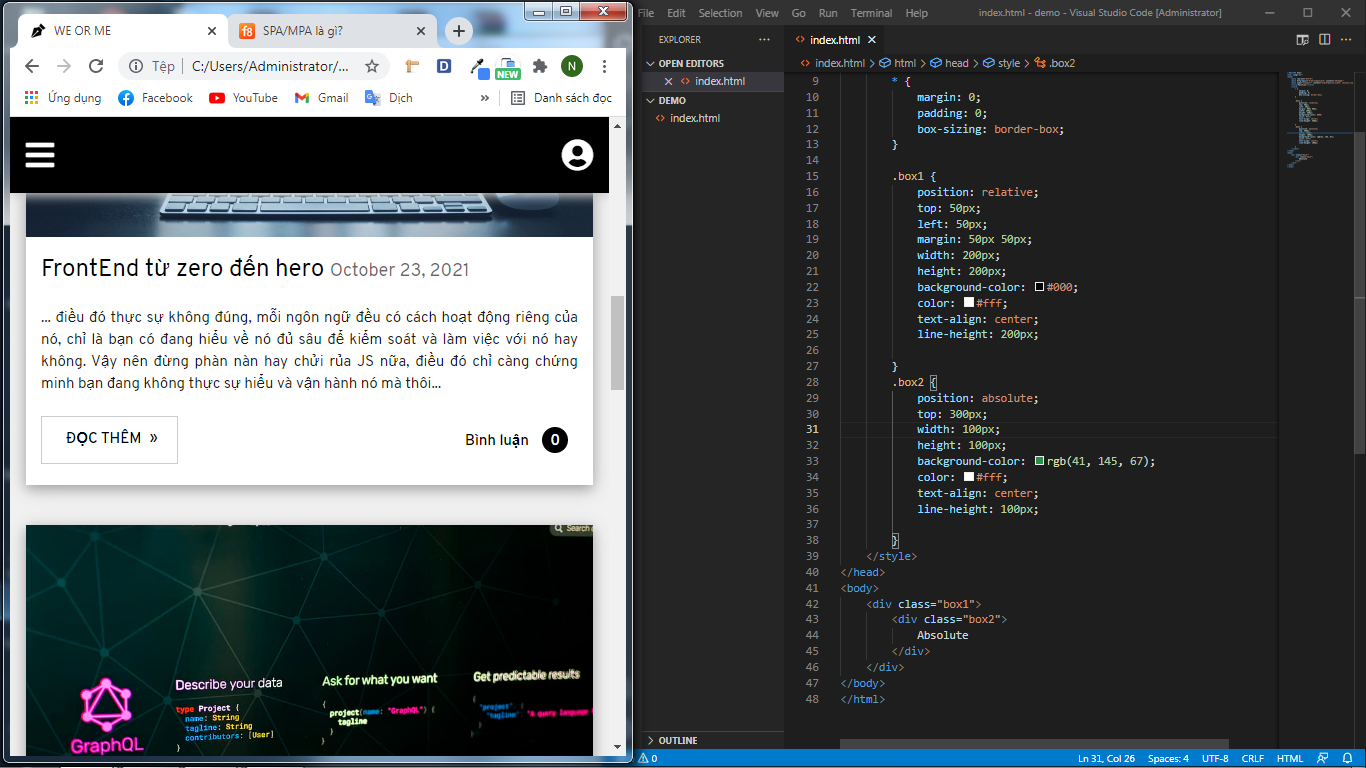 WE OR ME
f8
SPA/MPA là gì?
Tệp
C:/Users/Administrator/...
D
NEW
N
Ứng dụng
Facebook
YouTube
Gmail
Dịch
»
Danh sách đọc
FrontEnd từ zero đến hero October 23, 2021
... điều đó thực sự không đúng, mỗi ngôn ngữ đều có cách hoạt động riêng của
nó, chỉ là bạn có đang hiểu về nó đủ sâu để kiểm soát và làm việc với nó hay
không. Vậy nên đừng phàn nàn hay chửi rủa JS nữa, điều đó chỉ càng chứng
minh bạn đang không thực sự hiểu và vận hành nó mà thôi...
ĐỌC THÊM »
Bình luận 0
Search
Describe your data
type Project {
name: String
tagline: String
contributors: [User]
}
Ask for what you want
{
project(name: "GraphQL") {
tagline
}
}
Get predictable results
{
"project"
"tagline" "A query language
}
GraphQL
File Edit Selection View Go Run Terminal Help
index.html - demo - Visual Studio Code [Administrator]
EXPLORER
OPEN EDITORS
index.html
DEMO
index.html
OUTLINE
index.html
index.html > html > head > style > .box2
9 * {
10 margin: 0;
11 padding: 0;
12 box-sizing: border-box;
13 }
14
15 .box1 {
16 position: relative;
17 top: 50px;
18 left: 50px;
19 margin: 50px 50px;
20 width: 200px;
21 height: 200px;
22 background-color: #000;
23 color: #fff;
24 text-align: center;
25 line-height: 200px;
26
27 }
28 .box2 {
29 position: absolute;
30 top: 300px;
31 width: 100px;
32 height: 100px;
33 background-color: rgb(41, 145, 67);
34 color: #fff;
35 text-align: center;
36 line-height: 100px;
37
38 }
39 </style>
40 </head>
41 <body>
42 <div class="box1">
43 <div class="box2">
44 Absolute
45 </div>
46 </div>
47 </body>
48 </html>
0
Ln 31, Col 26
Spaces: 4
UTF-8
CRLF
HTML